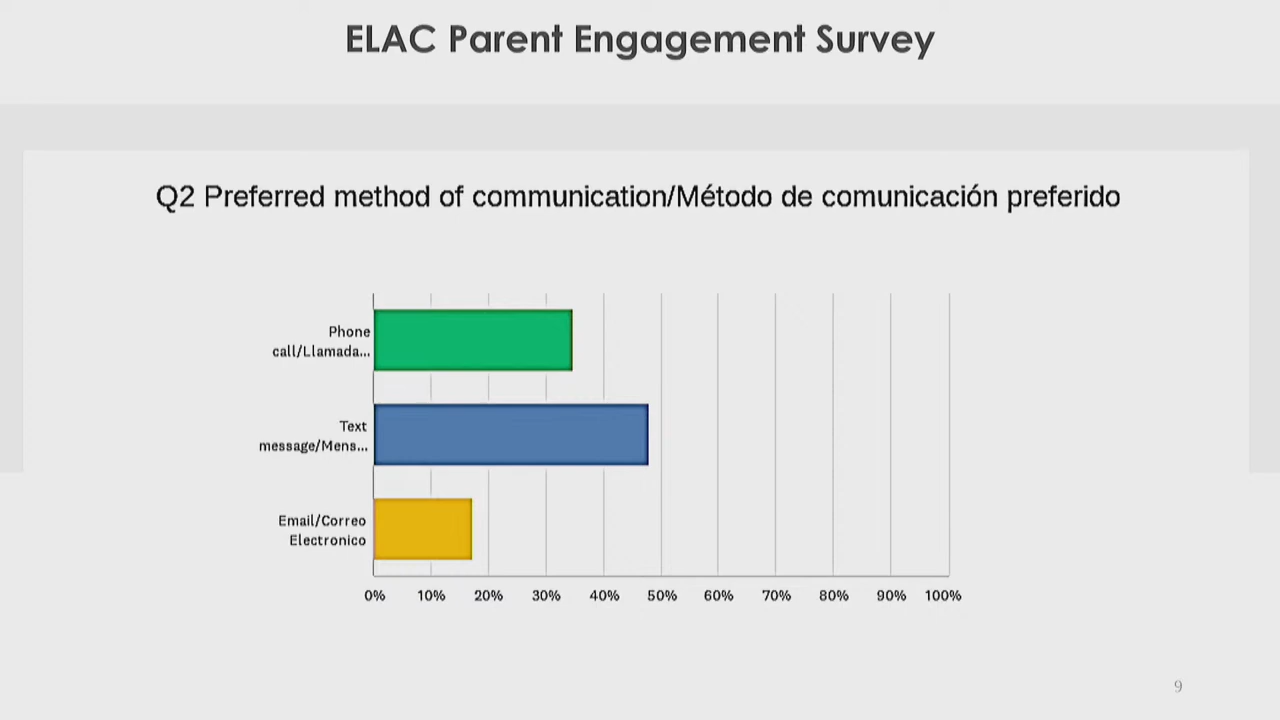 ELAC Parent Engagement Survey
Q2 Preferred method of communication/Método de comunicación preferido
Phone
call/Llamada...
Text
message/Mens...
Email/Correo
Electronico
0% 10% 20% 30% 40% 50% 60% 70% 80% 90% 100%
9